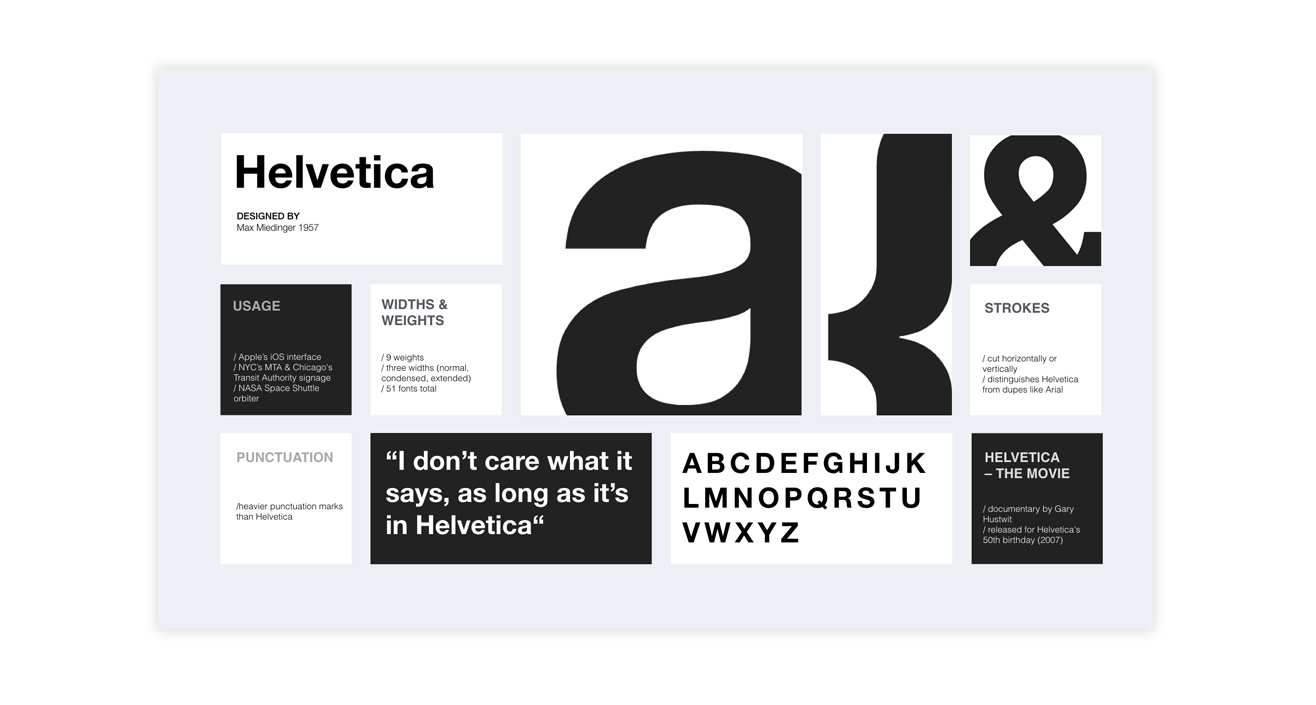 Helvetica
DESIGNED BY
Max Miedinger 1957
a
{
&
USAGE
/ Apple’s iOS interface
/ NYC’s MTA & Chicago’s
Transit Authority signage
/ NASA Space Shuttle
orbiter
WIDTHS &
WEIGHTS
/ 9 weights
/ three widths (normal,
condensed, extended)
/ 51 fonts total
STROKES
/ cut horizontally or
vertically
/ distinguishes Helvetica
from dupes like Arial
PUNCTUATION
/heavier punctuation marks
than Helvetica
“I don’t care what it
says, as long as it’s
in Helvetica“
ABCDEFGHIJK
LMNOPQRSTU
VWXYZ
HELVETICA
– THE MOVIE
/ documentary by Gary
Hustwit
/ released for Helvetica's
50th birthday (2007)